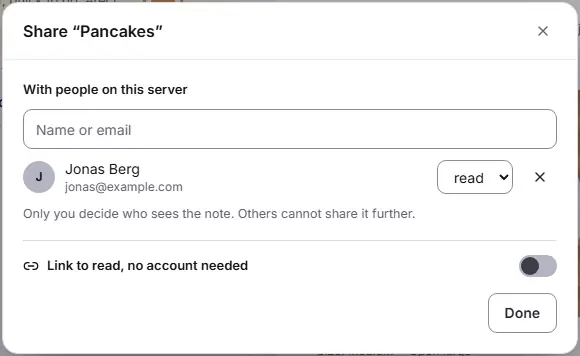 Share “Pancakes”
With people on this server
Name or email
J
Jonas Berg
jonas@example.com
read
Only you decide who sees the note. Others cannot share it further.
Link to read, no account needed
Done